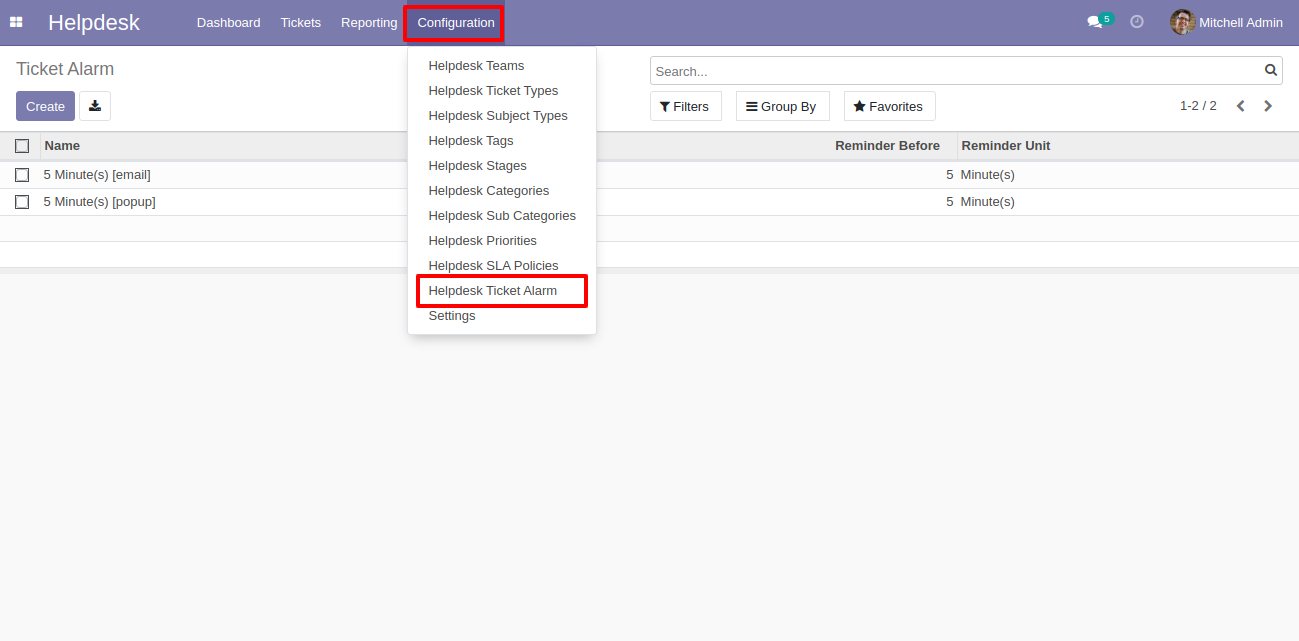 Helpdesk Dashboard Tickets Reporting Configuration 5 Mitchell Admin
Ticket Alarm
Search...
Create
Filters Group By Favorites 1-2 / 2
Helpdesk Teams
Helpdesk Ticket Types
Helpdesk Subject Types
Helpdesk Tags
Helpdesk Stages
Helpdesk Categories
Helpdesk Sub Categories
Helpdesk Priorities
Helpdesk SLA Policies
Helpdesk Ticket Alarm
Settings
Name Reminder Before Reminder Unit
5 Minute(s) [email] 5 Minute(s)
5 Minute(s) [popup] 5 Minute(s)